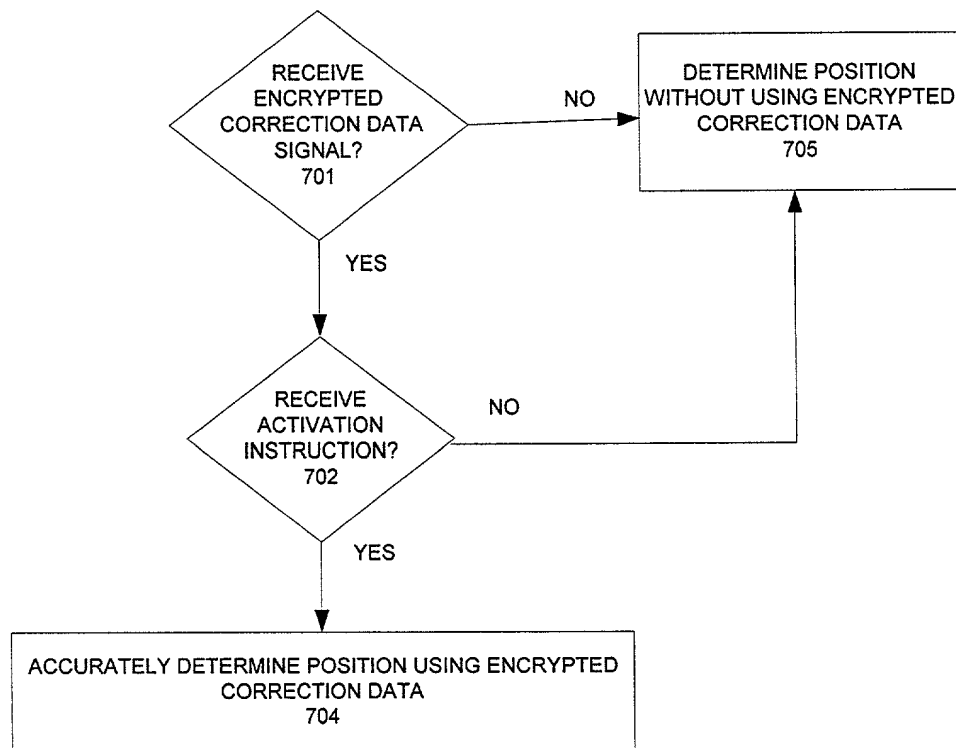 RECEIVE
ENCRYPTED
CORRECTION DATA
SIGNAL?
701
NO
DETERMINE POSITION
WITHOUT USING ENCRYPTED
CORRECTION DATA
705
YES
RECEIVE
ACTIVATION
INSTRUCTION?
702
NO
YES
ACCURATELY DETERMINE POSITION USING ENCRYPTED
CORRECTION DATA
704